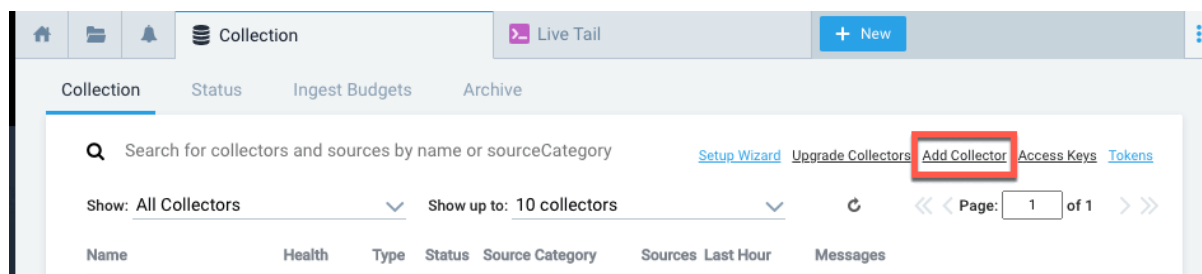 Collection Live Tail + New
Collection Status Ingest Budgets Archive
Search for collectors and sources by name or sourceCategory Setup Wizard Upgrade Collectors Add Collector Access Keys Tokens
Show: All Collectors Show up to: 10 collectors Page: 1 of 1
Name Health Type Status Source Category Sources Last Hour Messages